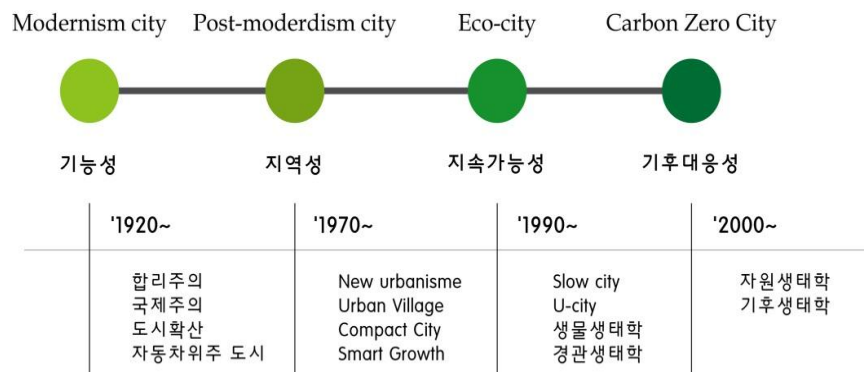 Modernism city Post-moderdism city Eco-city Carbon Zero City
기능성 지역성 지속가능성 기후대응성
'1920~ '1970~ '1990~ '2000~
합리주의 New urbanisme Slow city 자원생태학
국제주의 Urban Village U-city 기후생태학
도시확산 Compact City 생물생태학
자동차위주 도시 Smart Growth 경관생태학